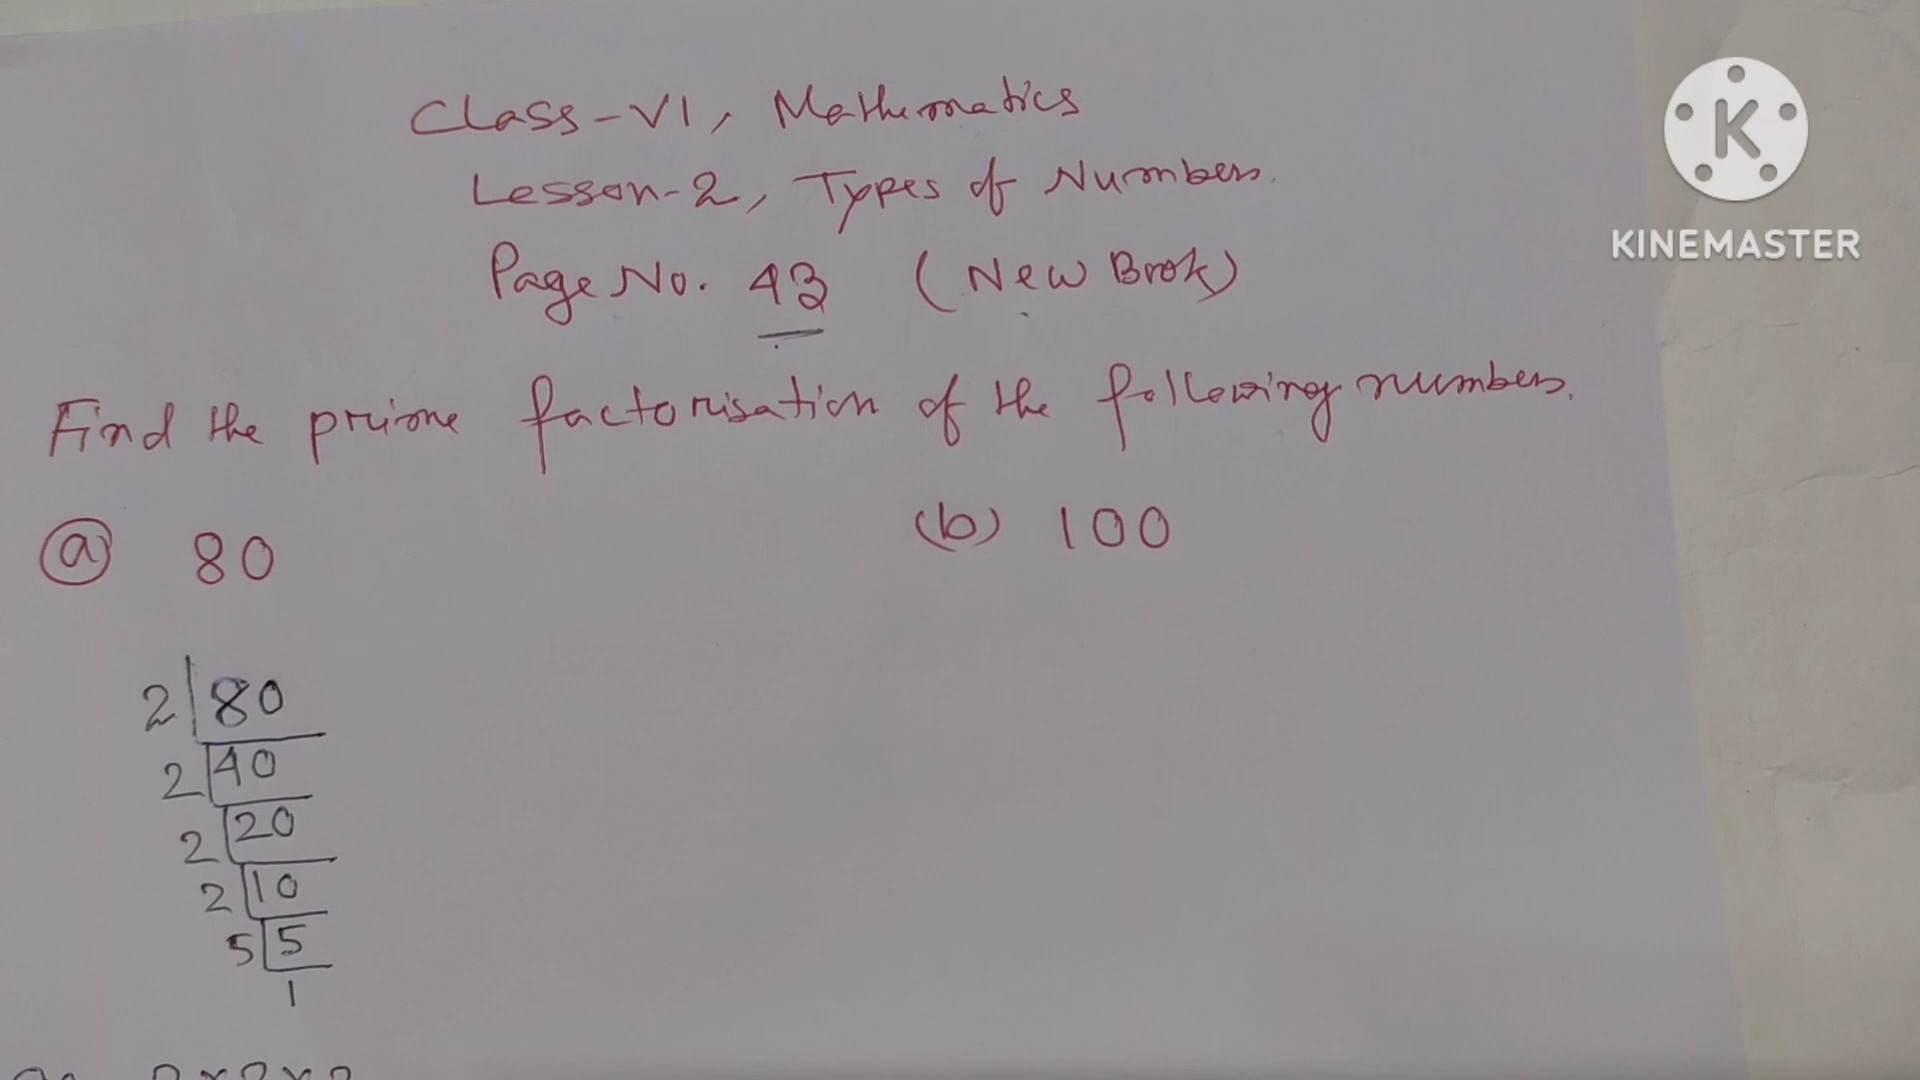 Class-VI, Mathematics
Lesson-2, Types of Numbers.
Page No. 43 (New Book)
Find the prime factorisation of the following numbers.
(a) 80 (b) 100
2 | 80
2 | 40
2 | 20
2 | 10
5 | 5
1
K
KINEMASTER